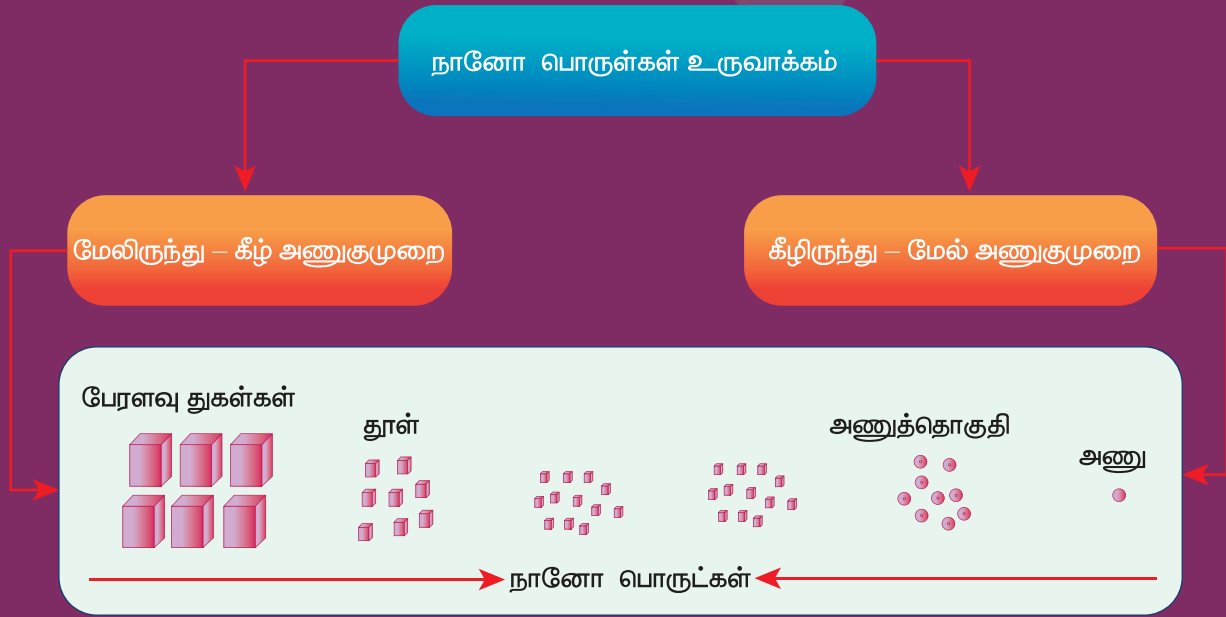 நானோ பொருள்கள் உருவாக்கம்
மேலிருந்து – கீழ் அணுகுமுறை
கீழிருந்து – மேல் அணுகுமுறை
பேரளவு துகள்கள்
தூள்
அணுத்தொகுதி
அணு
நானோ பொருட்கள்